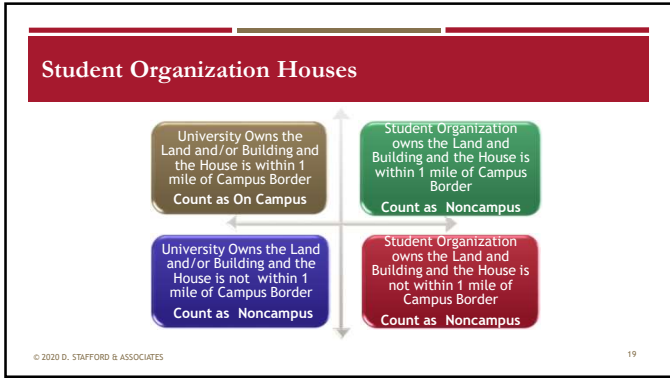 Student Organization Houses
University Owns the
Land and/or Building and
the House is within 1
mile of Campus Border
Count as On Campus
Student Organization
owns the Land and
Building and the House is
within 1 mile of Campus
Border
Count as Noncampus
University Owns the Land
and/or Building and the
House is not within 1
mile of Campus Border
Count as Noncampus
Student Organization
owns the Land and
Building and the House is
not within 1 mile of
Campus Border
Count as Noncampus
© 2020 D. STAFFORD & ASSOCIATES
19